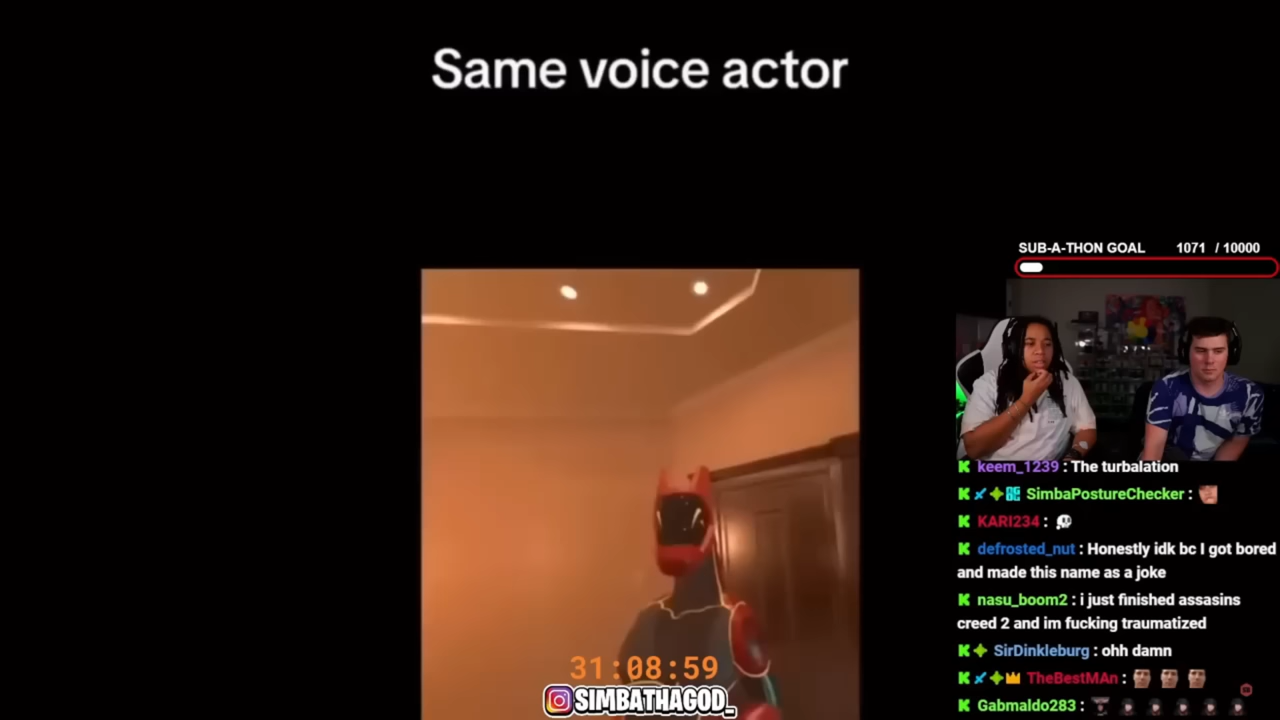 Same voice actor
SUB-A-THON GOAL 1071 / 10000
keem_1239 : The turbalation
SimbaPostureChecker :
KARI234 :
defrosted_nut : Honestly idk bc I got bored
and made this name as a joke
nasu_boom2 : i just finished assasins
creed 2 and im fucking traumatized
SirDinkleburg : ohh damn
TheBestMAn :
Gabmaldo283 :
31:08:59
SIMBATHAGOD_